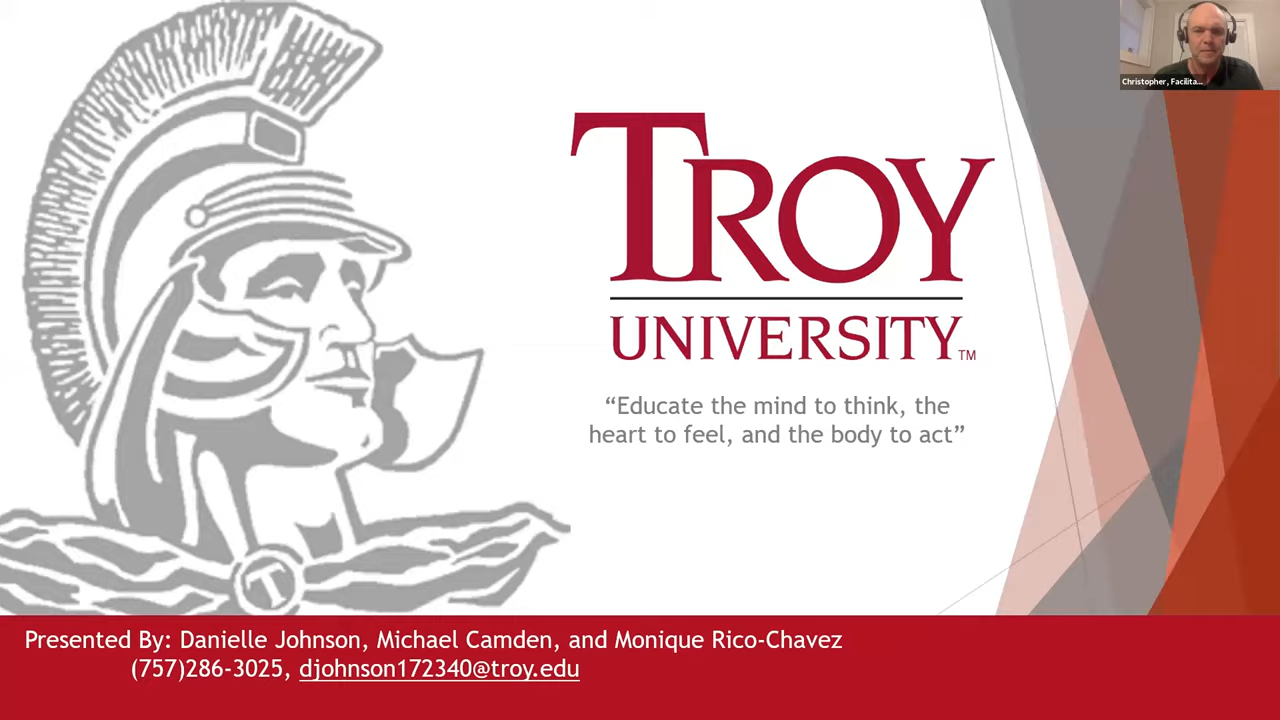 Christopher, Facilita...
TROY
UNIVERSITY™
“Educate the mind to think, the
heart to feel, and the body to act”
T
Presented By: Danielle Johnson, Michael Camden, and Monique Rico-Chavez
(757)286-3025, djohnson172340@troy.edu